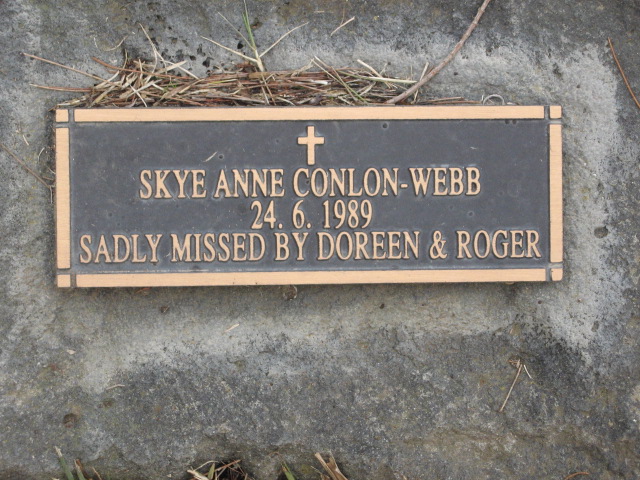 SKYE ANNE CONLON-WEBB
24. 6. 1989
SADLY MISSED BY DOREEN & ROGER